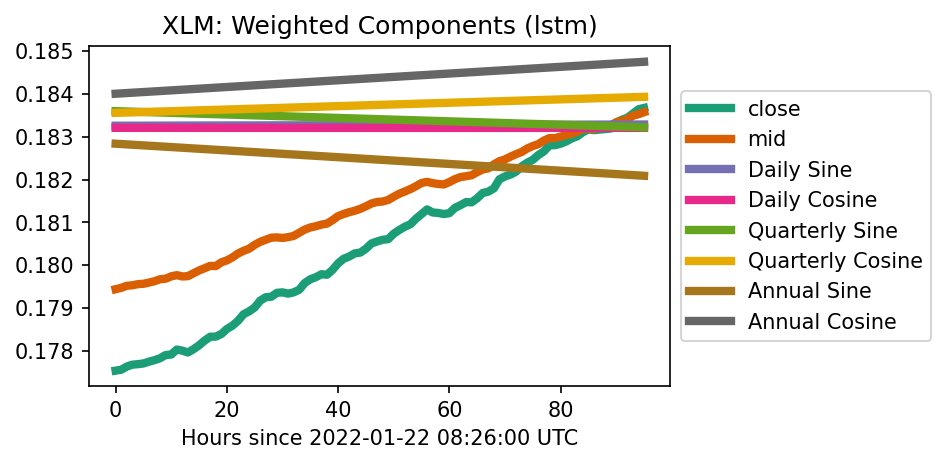 XLM: Weighted Components (lstm)
0.185
0.184
0.183
0.182
0.181
0.180
0.179
0.178
0 20 40 60 80
Hours since 2022-01-22 08:26:00 UTC
close
mid
Daily Sine
Daily Cosine
Quarterly Sine
Quarterly Cosine
Annual Sine
Annual Cosine